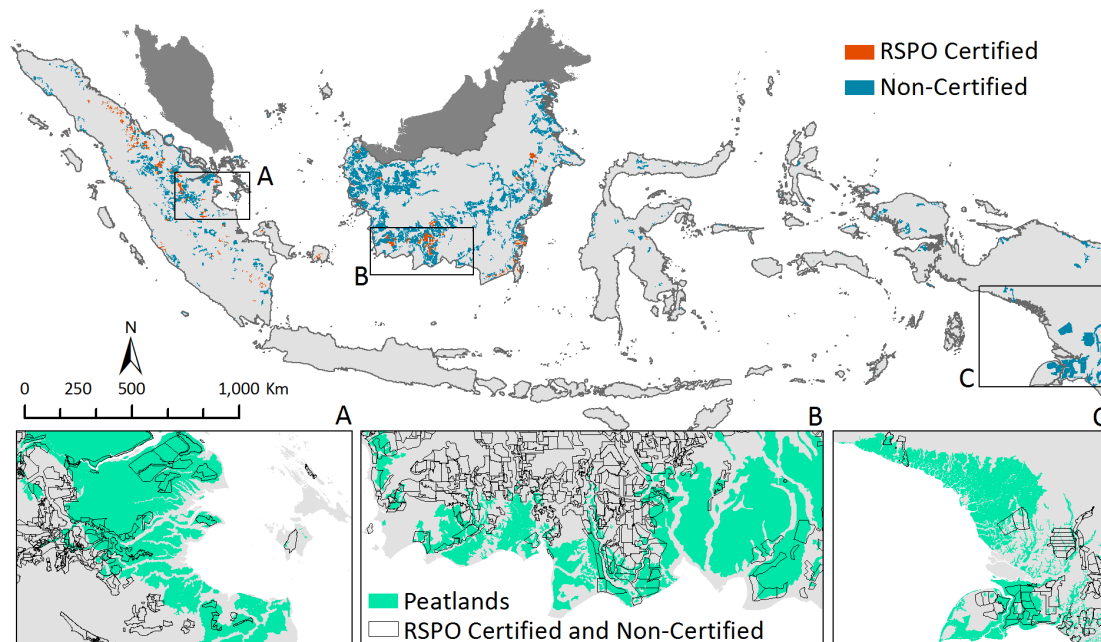 RSPO Certified
Non-Certified
A
B
C
N
0 250 500 1,000 Km
A
B
C
Peatlands
RSPO Certified and Non-Certified